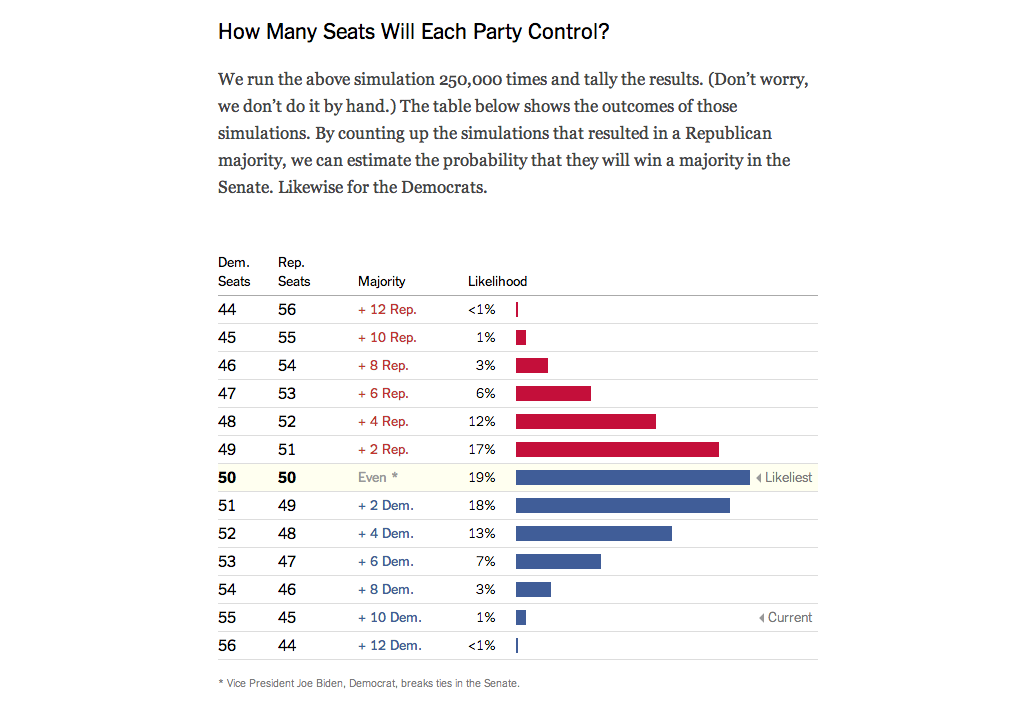 How Many Seats Will Each Party Control?
We run the above simulation 250,000 times and tally the results. (Don’t worry,
we don’t do it by hand.) The table below shows the outcomes of those
simulations. By counting up the simulations that resulted in a Republican
majority, we can estimate the probability that they will win a majority in the
Senate. Likewise for the Democrats.
Dem. Rep.
Seats Seats Majority Likelihood
44 56 + 12 Rep. <1%
45 55 + 10 Rep. 1%
46 54 + 8 Rep. 3%
47 53 + 6 Rep. 6%
48 52 + 4 Rep. 12%
49 51 + 2 Rep. 17%
50 50 Even * 19% Likeliest
51 49 + 2 Dem. 18%
52 48 + 4 Dem. 13%
53 47 + 6 Dem. 7%
54 46 + 8 Dem. 3%
55 45 + 10 Dem. 1% Current
56 44 + 12 Dem. <1%
* Vice President Joe Biden, Democrat, breaks ties in the Senate.